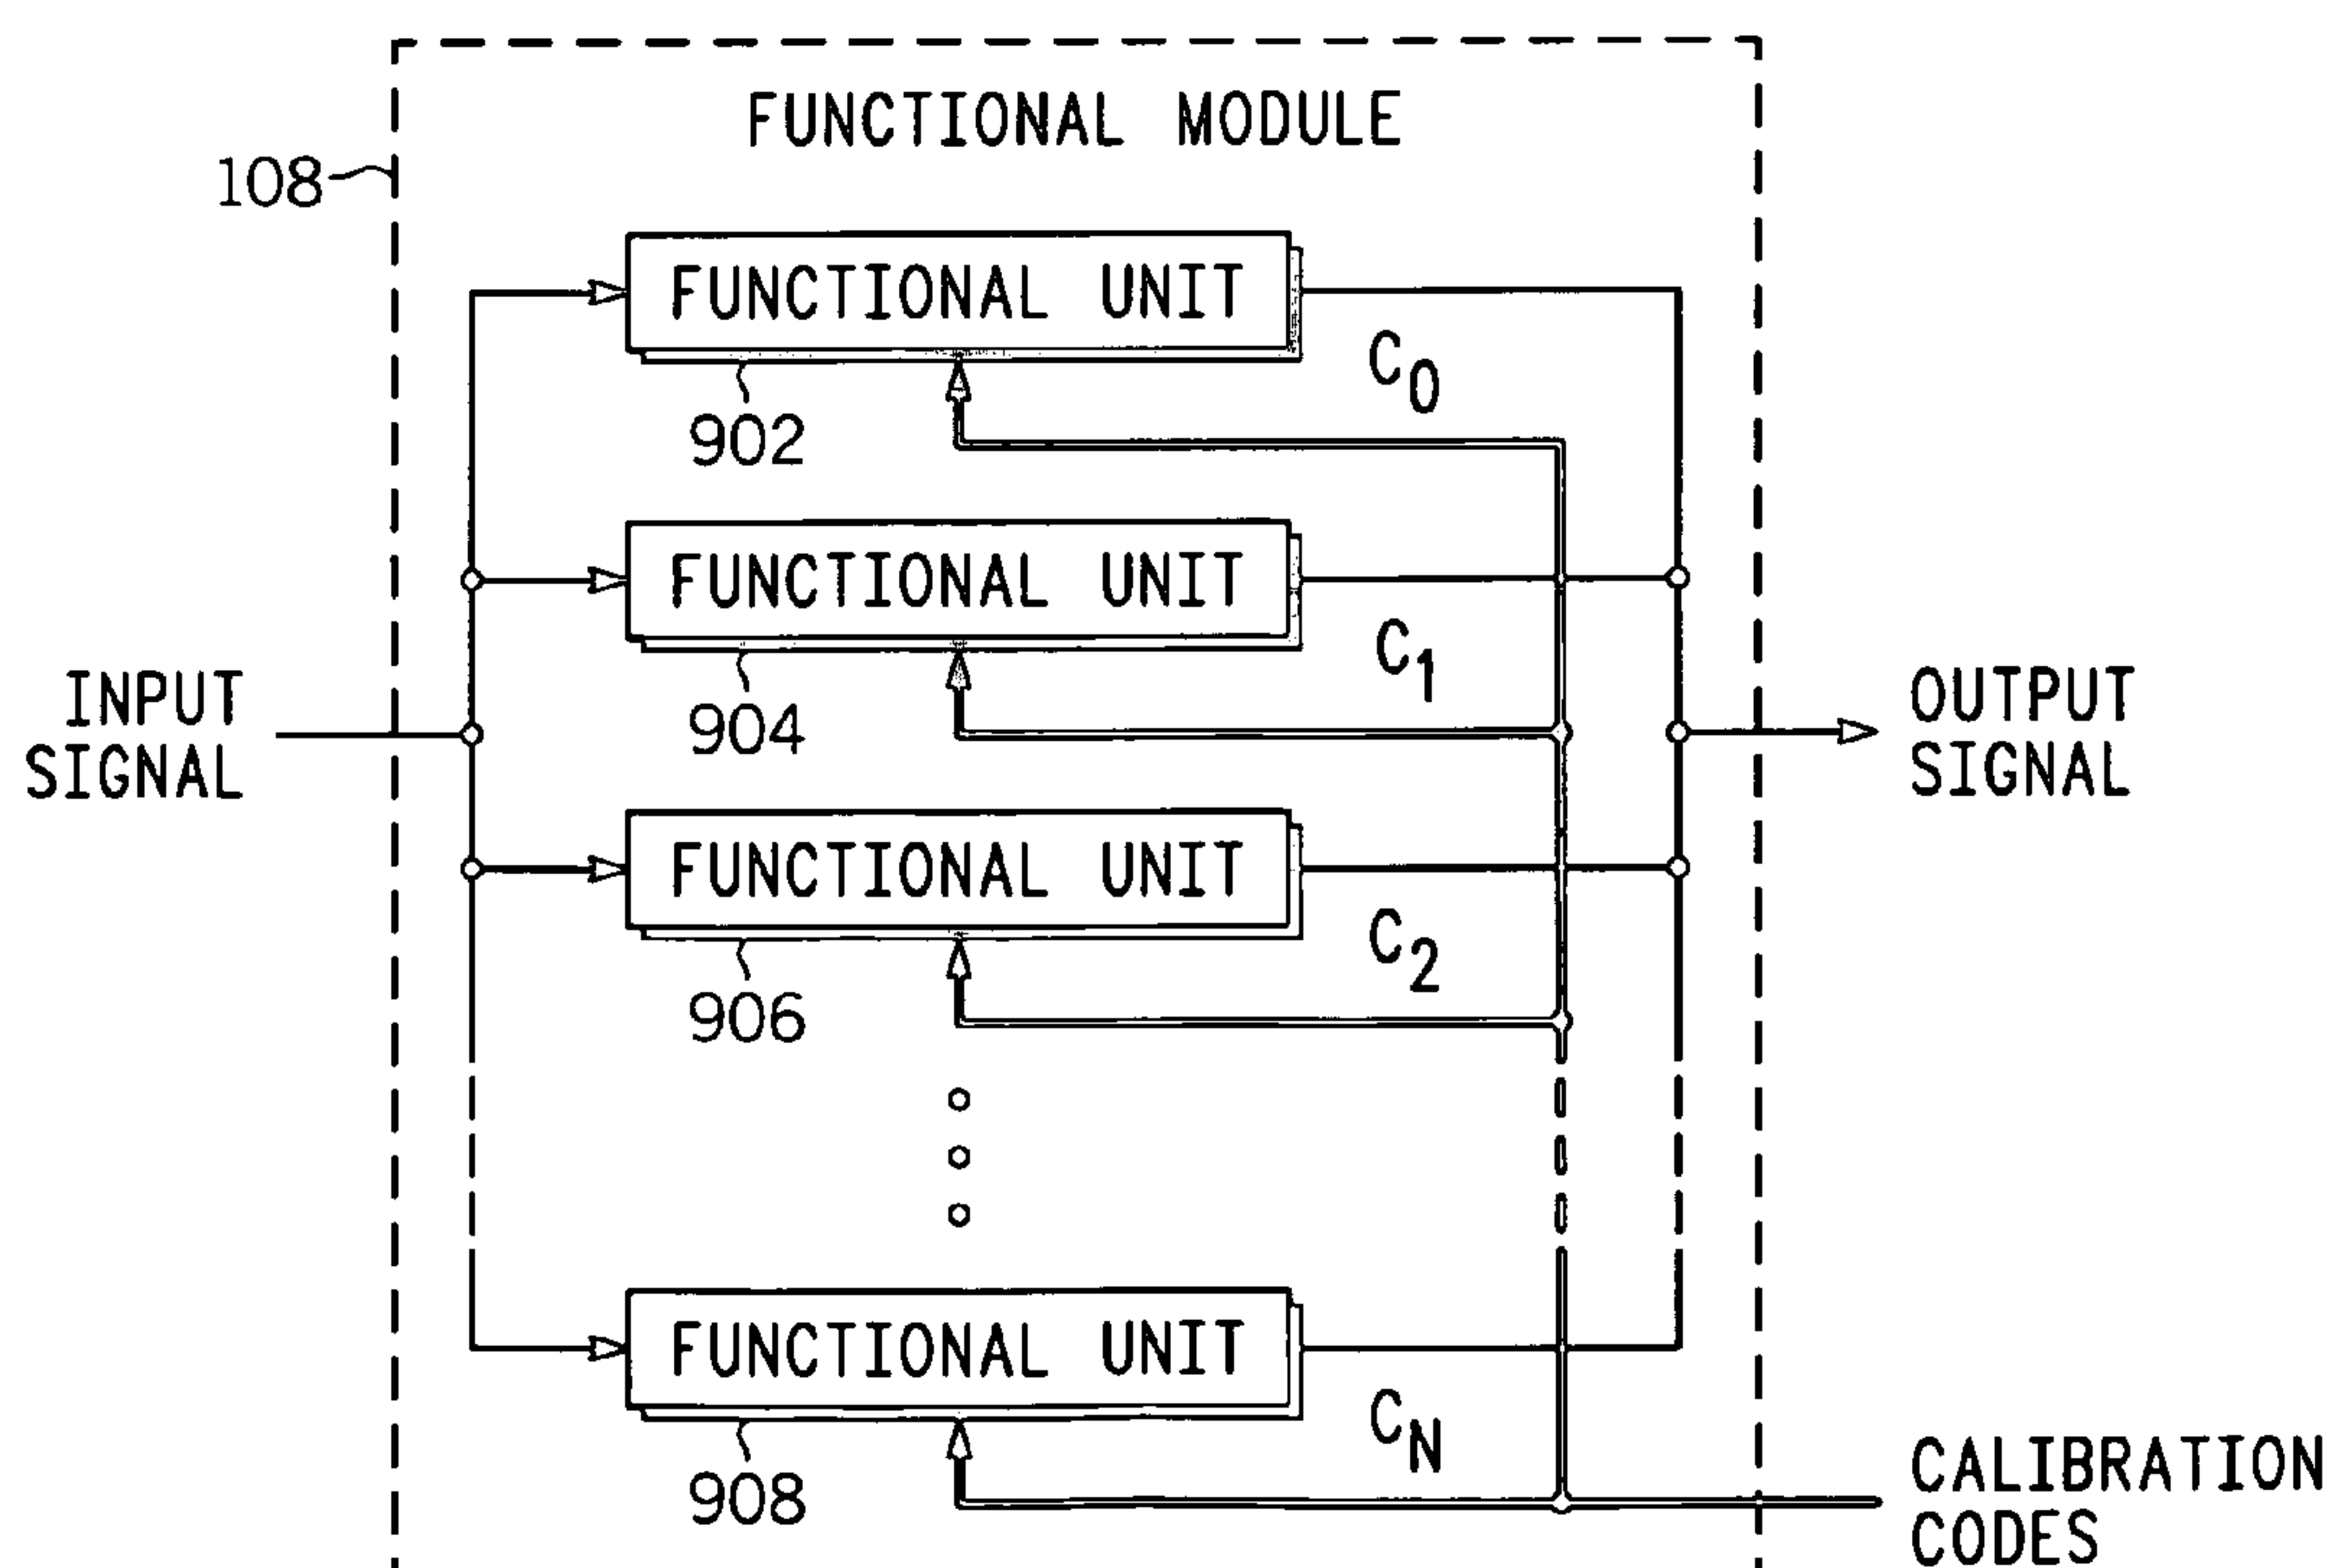 FUNCTIONAL MODULE
108
FUNCTIONAL UNIT
C0
902
FUNCTIONAL UNIT
C1
904
INPUT
SIGNAL
OUTPUT
SIGNAL
FUNCTIONAL UNIT
C2
906
FUNCTIONAL UNIT
CN
908
CALIBRATION
CODES